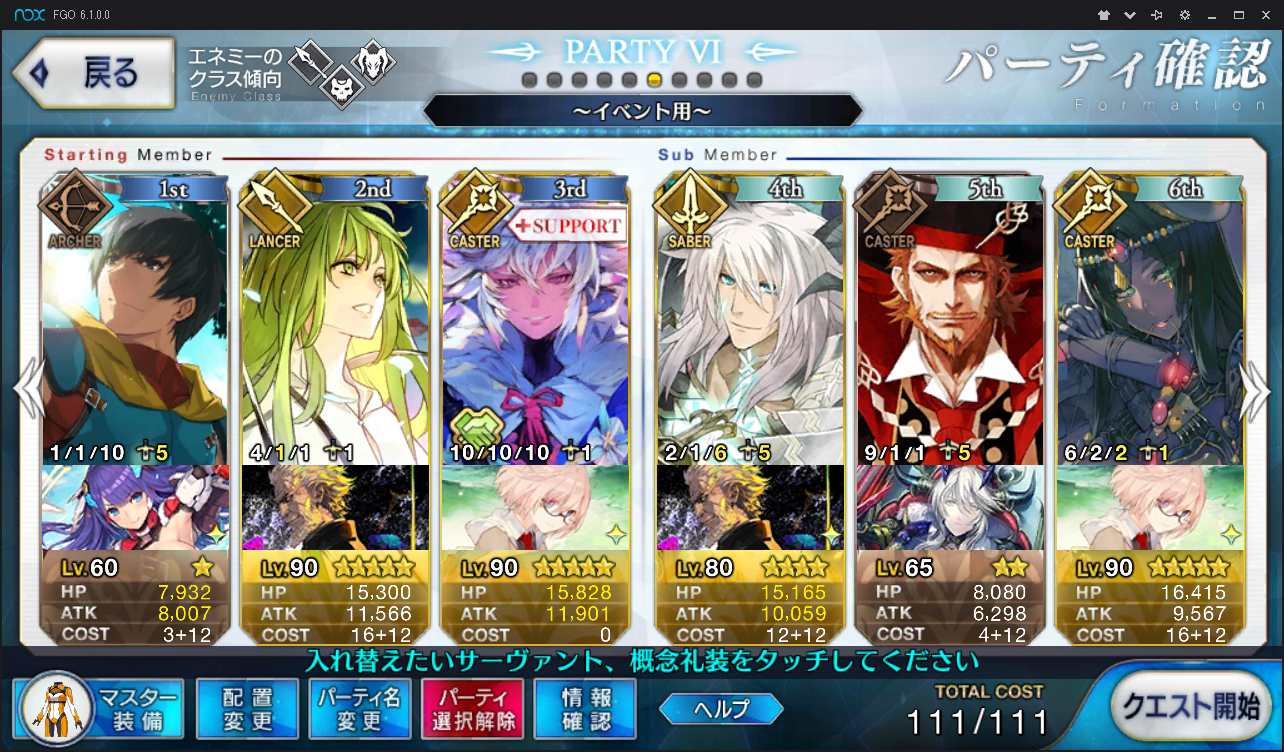 nox FGO 6.1.0.0
戻る
エネミーの
クラス傾向
Enemy Class
PARTY VI
～イベント用～
パーティ確認
Formation
Starting Member
Sub Member
1st
2nd
3rd
4th
5th
6th
ARCHER
LANCER
CASTER
+SUPPORT
SABER
CASTER
CASTER
1/1/10 5
4/1/1 1
10/10/10 1
2/1/6 5
9/1/1 5
6/2/2 1
Lv.60
HP 7,932
ATK 8,007
COST 3+12
Lv.90
HP 15,300
ATK 11,566
COST 16+12
Lv.90
HP 15,828
ATK 11,901
COST 0
Lv.80
HP 15,165
ATK 10,059
COST 12+12
Lv.65
HP 8,080
ATK 6,298
COST 4+12
Lv.90
HP 16,415
ATK 9,567
COST 16+12
入れ替えたいサーヴァント、概念礼装をタッチしてください
マスター
装備
配置
変更
パーティ名
変更
パーティ
選択解除
情報
確認
ヘルプ
TOTAL COST
111/111
クエスト開始